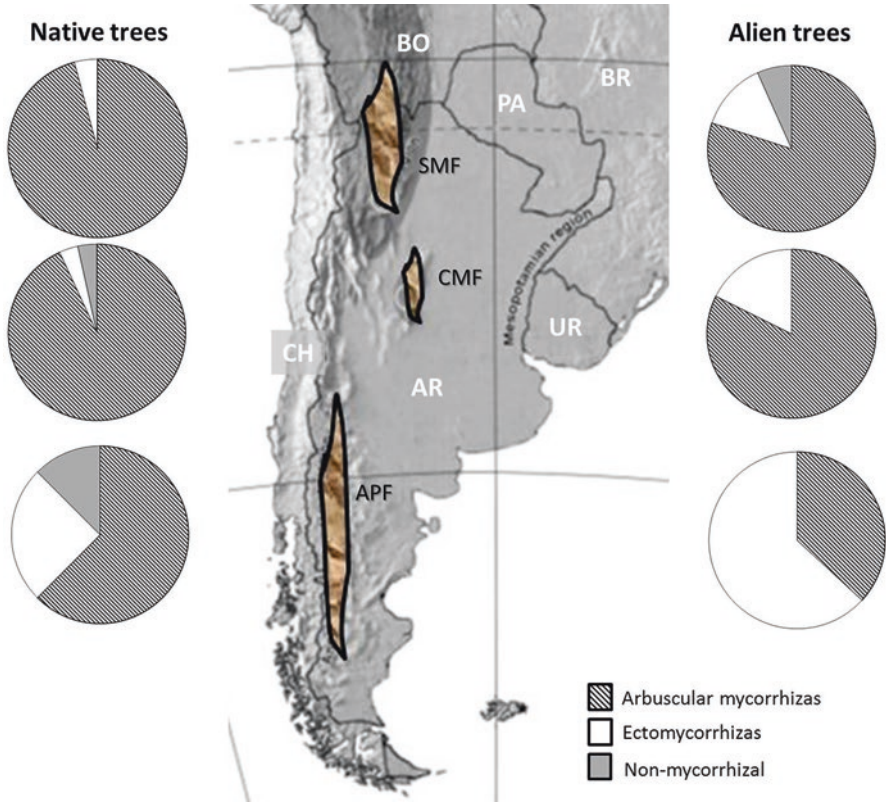 Native trees
Alien trees
BO
BR
PA
SMF
Mesopotamian region
CMF
UR
CH
AR
APF
Arbuscular mycorrhizas
Ectomycorrhizas
Non-mycorrhizal